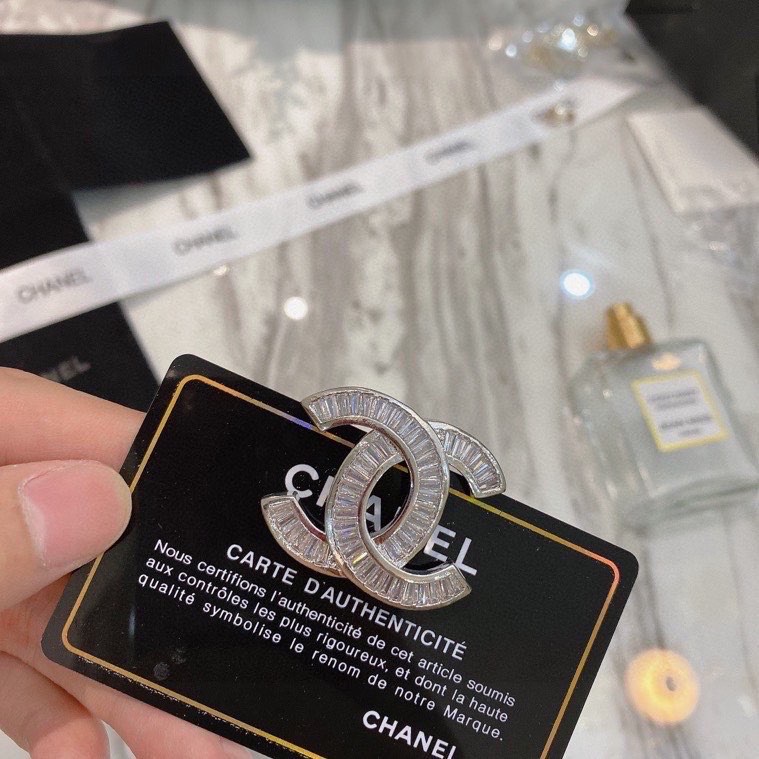 CHANEL
CHANEL
CHANEL
CHANEL
NEL
CHANEL
CARTE D'AUTHENTICITÉ
Nous certifions l'authenticité de cet article soumis
aux contrôles les plus rigoureux, et dont la haute
qualité symbolise le renom de notre Marque.
CHANEL